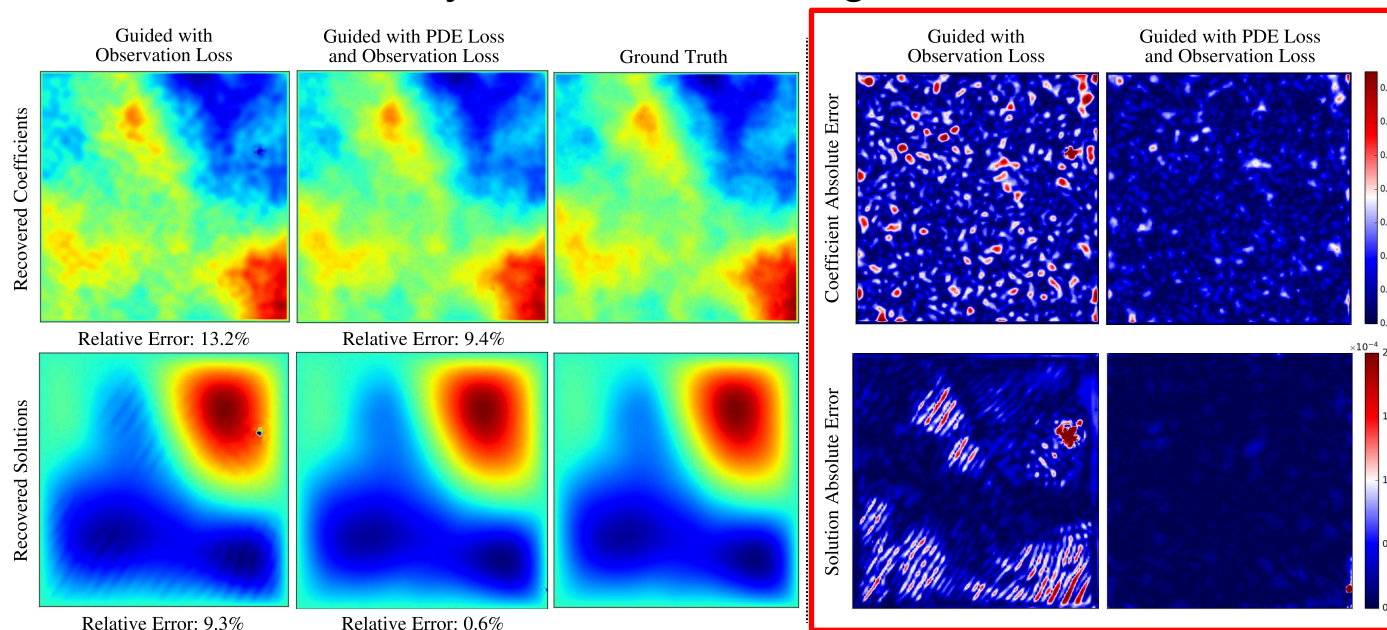 Guided with
Observation Loss
Guided with PDE Loss
and Observation Loss
Ground Truth
Guided with
Observation Loss
Guided with PDE Loss
and Observation Loss
Recovered Coefficients
Coefficient Absolute Error
Relative Error: 13.2%
Relative Error: 9.4%
×10⁻⁴
Recovered Solutions
Solution Absolute Error
Relative Error: 9.3%
Relative Error: 0.6%